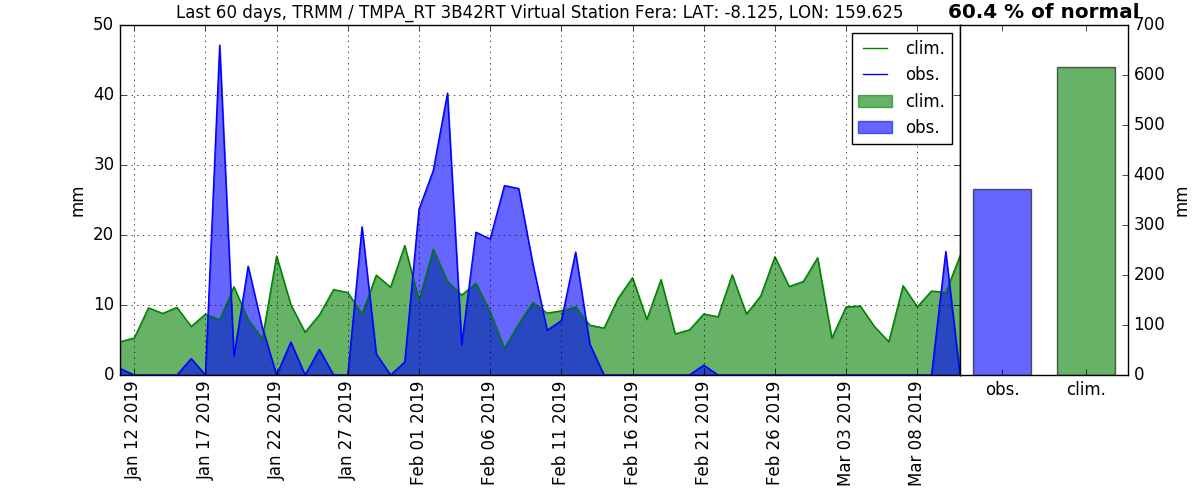 Last 60 days, TRMM / TMPA_RT 3B42RT Virtual Station Fera: LAT: -8.125, LON: 159.625
60.4 % of normal
50
40
30
20
10
0
mm
clim.
obs.
clim.
obs.
700
600
500
400
300
200
100
0
mm
obs.
clim.
Jan 12 2019
Jan 17 2019
Jan 22 2019
Jan 27 2019
Feb 01 2019
Feb 06 2019
Feb 11 2019
Feb 16 2019
Feb 21 2019
Feb 26 2019
Mar 03 2019
Mar 08 2019